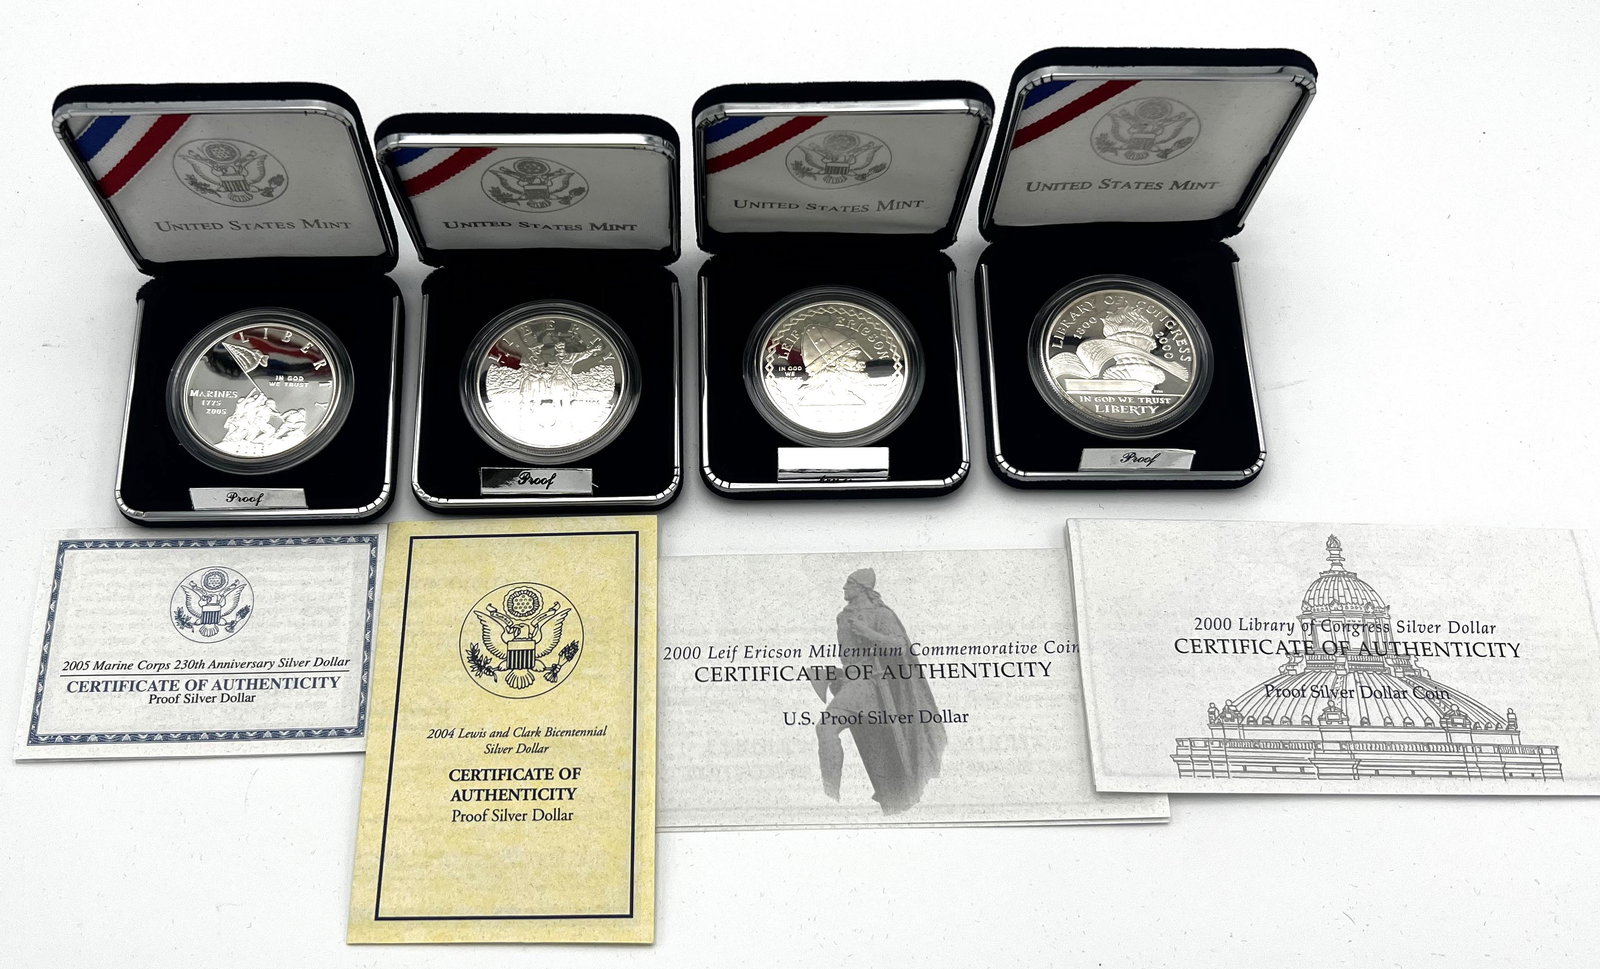 UNITED STATES MINT
UNITED STATES MINT
UNITED STATES MINT
UNITED STATES MINT
LIBERT
IN GOD
WE TRUST
MARINES
1775
2005
Proof
LIBERTY
Proof
LEIF ERICSON
IN GOD
WE
LIBRARY OF CONGRESS
1800
2000
IN GOD WE TRUST
LIBERTY
Proof
2005 Marine Corps 230th Anniversary Silver Dollar
CERTIFICATE OF AUTHENTICITY
Proof Silver Dollar
2004 Lewis and Clark Bicentennial
Silver Dollar
CERTIFICATE OF
AUTHENTICITY
Proof Silver Dollar
2000 Leif Ericson Millennium Commemorative Coin
CERTIFICATE OF AUTHENTICITY
U.S. Proof Silver Dollar
2000 Library of Congress Silver Dollar
CERTIFICATE OF AUTHENTICITY
Proof Silver Dollar Coin